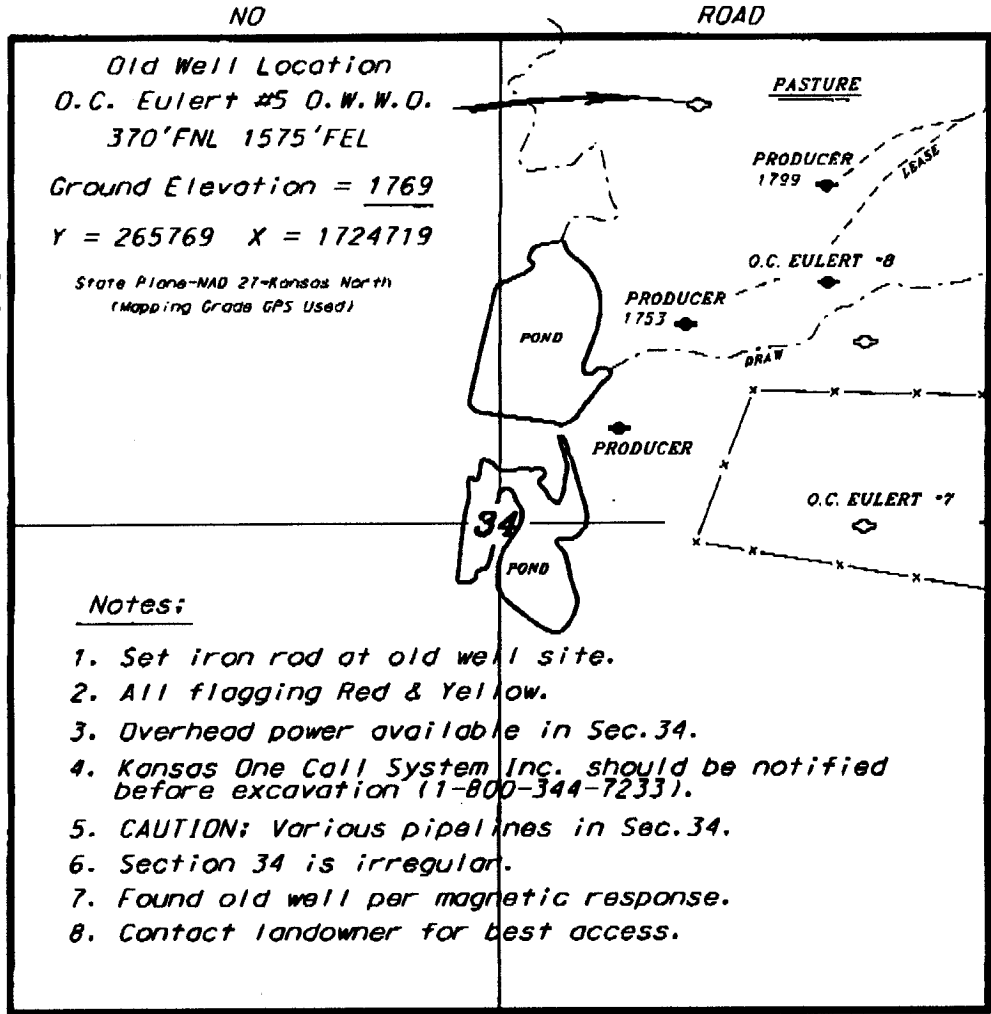 NO ROAD
Old Well Location
O.C. Eulert #5 O.W.W.O.
370'FNL 1575'FEL
Ground Elevation = 1769
Y = 265769 X = 1724719
State Plane-NAD 27-Kansas North
(Mapping Grade GPS Used)
PASTURE
PRODUCER
1799
LEASE
O.C. EULERT #8
PRODUCER
1753
POND
DRAW
PRODUCER
O.C. EULERT #7
34
POND
Notes:
1. Set iron rod at old well site.
2. All flagging Red & Yellow.
3. Overhead power available in Sec.34.
4. Kansas One Call System Inc. should be notified
before excavation (1-800-344-7233).
5. CAUTION: Various pipelines in Sec.34.
6. Section 34 is irregular.
7. Found old well per magnetic response.
8. Contact landowner for best access.